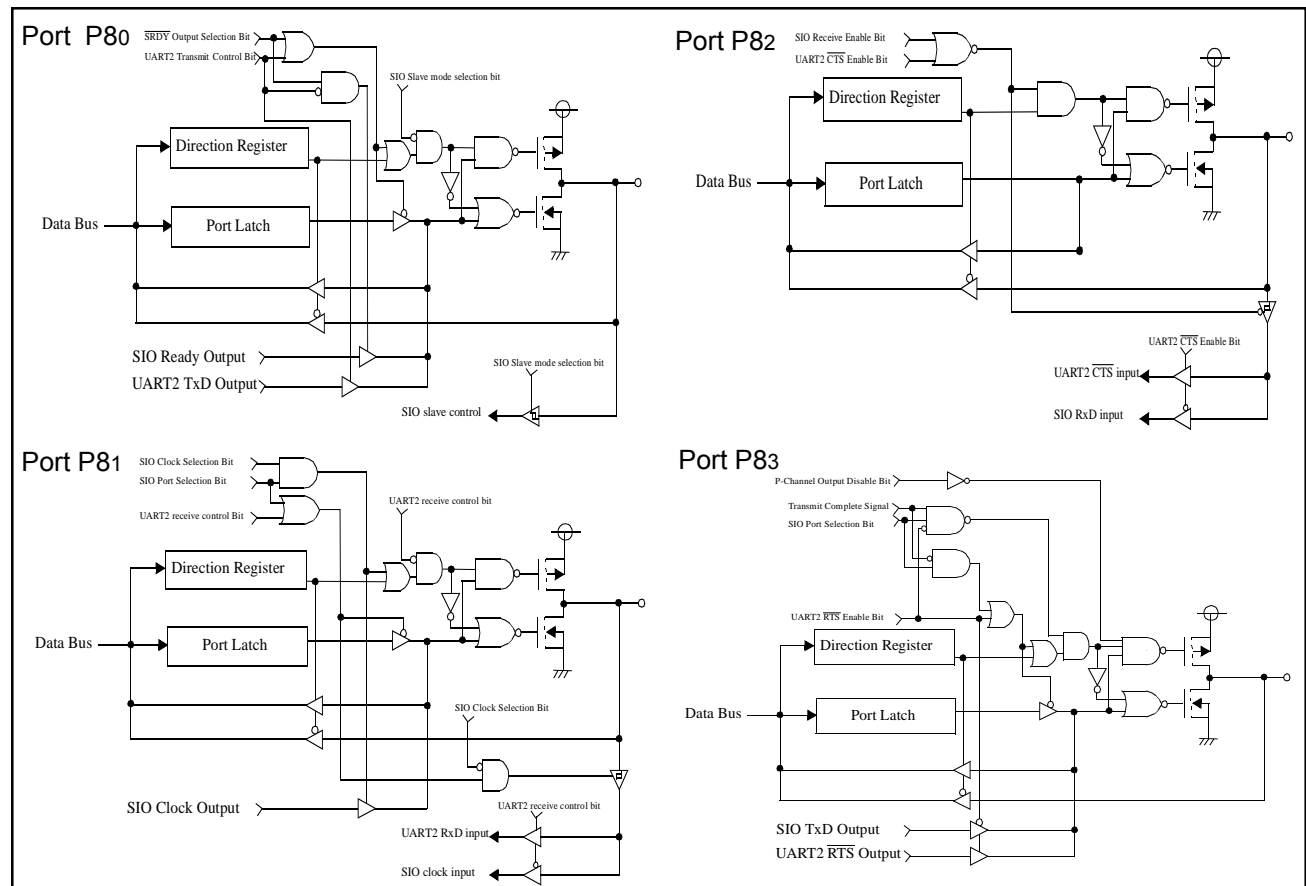 Port P80
SRDY Output Selection Bit
UART2 Transmit Control Bit
SIO Slave mode selection bit
Direction Register
Data Bus
Port Latch
SIO Ready Output
UART2 TxD Output
SIO Slave mode selection bit
SIO slave control
Port P82
SIO Receive Enable Bit
UART2 CTS Enable Bit
Direction Register
Data Bus
Port Latch
UART2 CTS Enable Bit
UART2 CTS input
SIO RxD input
Port P81
SIO Clock Selection Bit
SIO Port Selection Bit
UART2 receive control Bit
UART2 receive control bit
Direction Register
Data Bus
Port Latch
SIO Clock Selection Bit
SIO Clock Output
UART2 receive control bit
UART2 RxD input
SIO clock input
Port P83
P-Channel Output Disable Bit
Transmit Complete Signal
SIO Port Selection Bit
UART2 RTS Enable Bit
Direction Register
Data Bus
Port Latch
SIO TxD Output
UART2 RTS Output